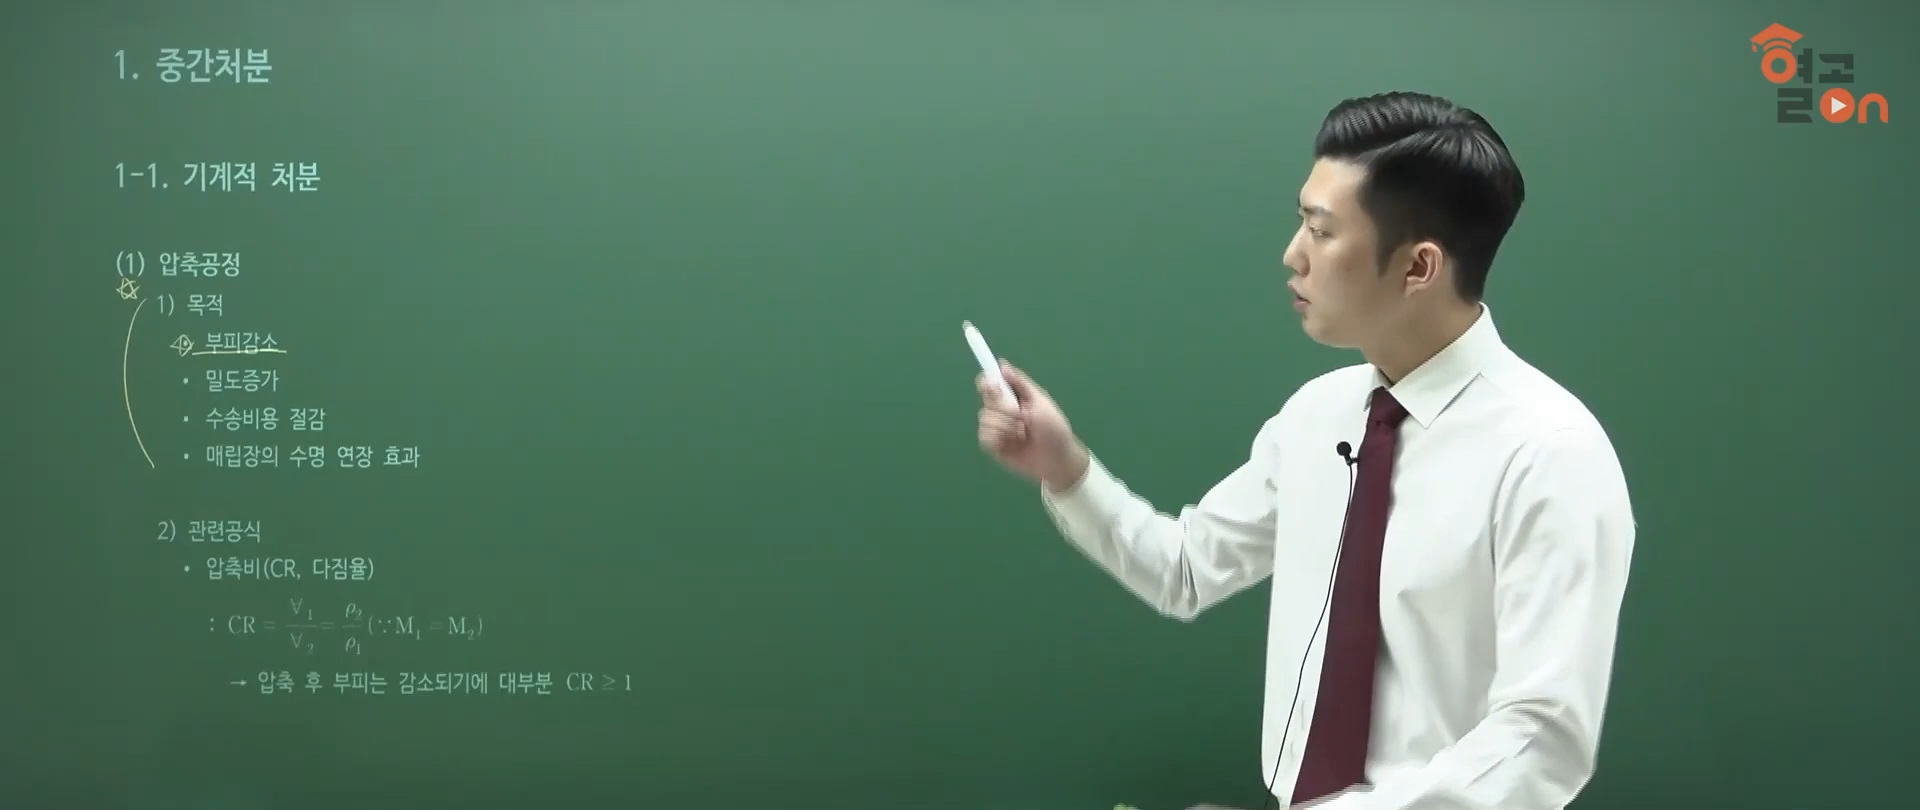 열공
On
1. 중간처분
1-1. 기계적 처분
(1) 압축공정
1) 목적
• 부피감소
• 밀도증가
• 수송비용 절감
• 매립장의 수명 연장 효과
2) 관련공식
• 압축비(CR, 다짐율)
: CR = ∀₁/∀₂ = ρ₂/ρ₁ (∵M₁ = M₂)
→ 압축 후 부피는 감소되기에 대부분 CR ≥ 1